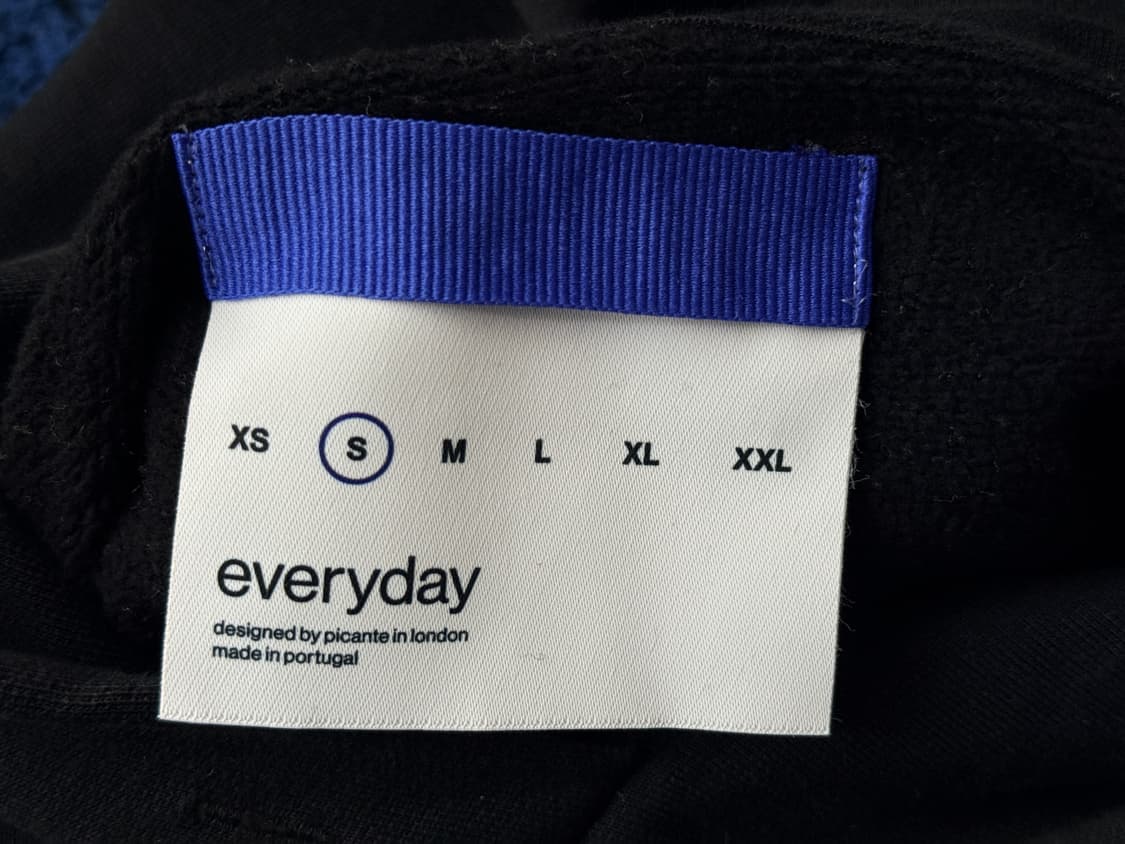 XS S M L XL XXL
everyday
designed by picante in london
made in portugal